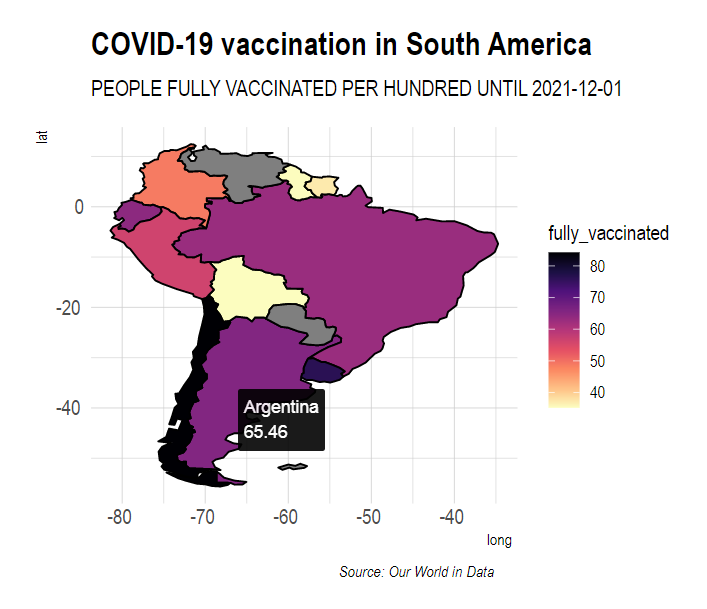 COVID-19 vaccination in South America
PEOPLE FULLY VACCINATED PER HUNDRED UNTIL 2021-12-01
lat
0
-20
-40
Argentina
65.46
fully_vaccinated
80
70
60
50
40
-80
-70
-60
-50
-40
long
Source: Our World in Data